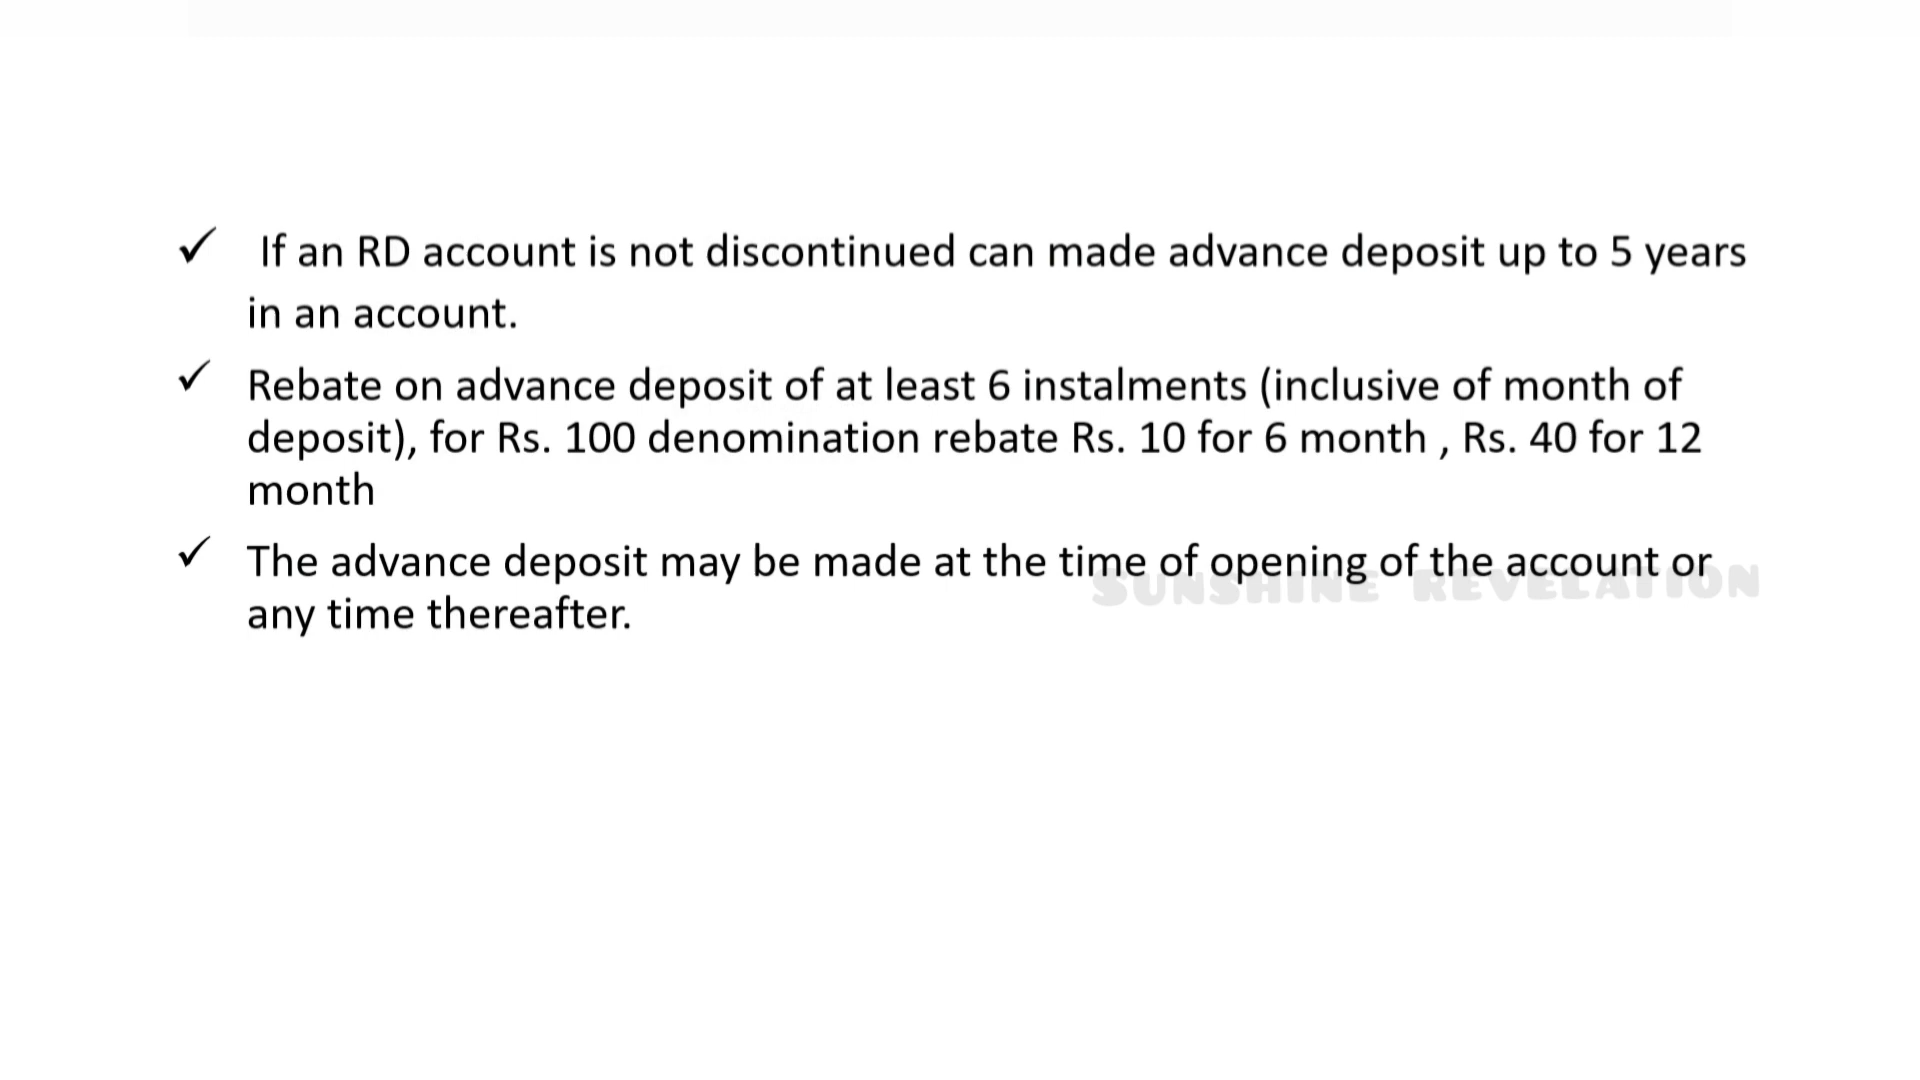 ✓ If an RD account is not discontinued can made advance deposit up to 5 years
in an account.
✓ Rebate on advance deposit of at least 6 instalments (inclusive of month of
deposit), for Rs. 100 denomination rebate Rs. 10 for 6 month , Rs. 40 for 12
month
✓ The advance deposit may be made at the time of opening of the account or
any time thereafter.
SUNSHINE REVELATION